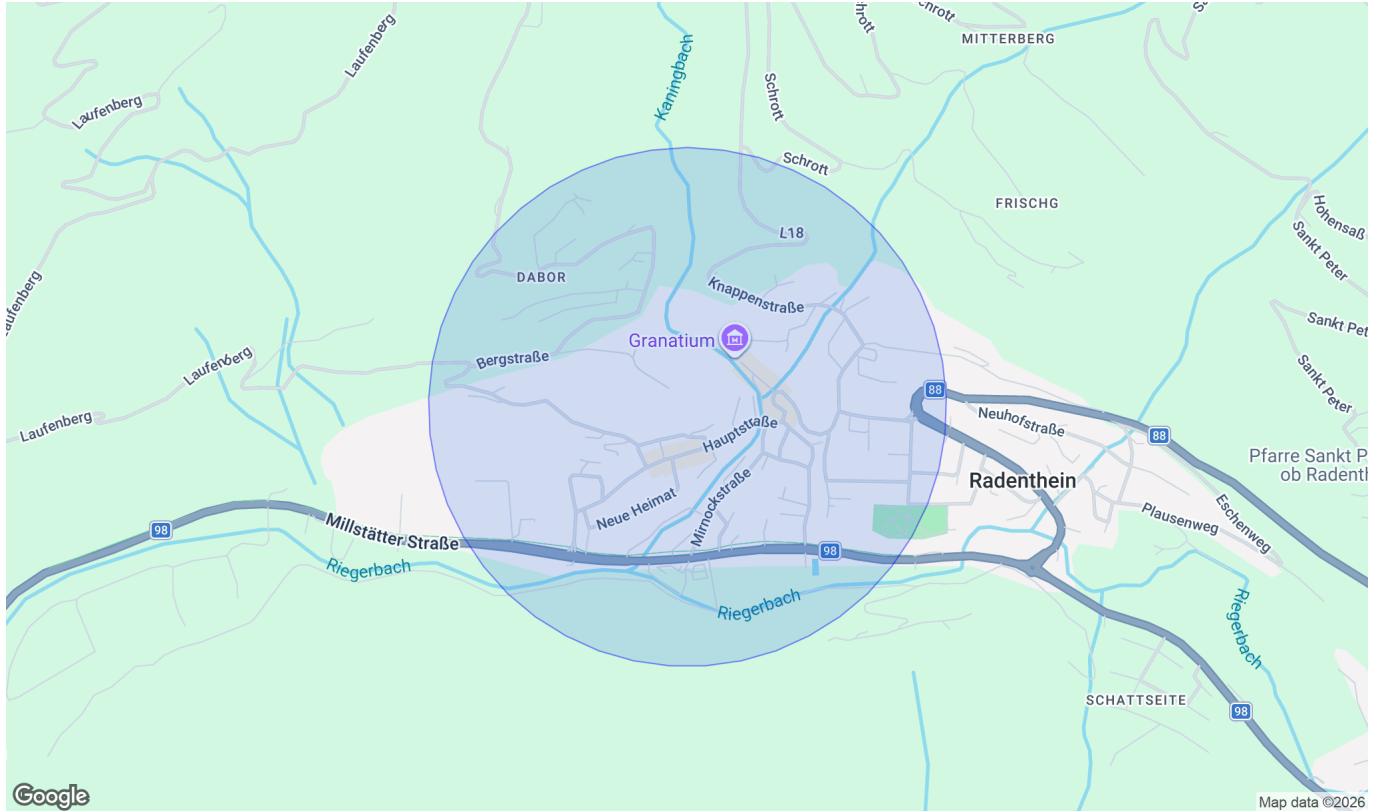 Schrott
Schrott
MITTERBERG
Laufenberg
Kaningbach
Schrott
Laufenberg
Schrott
FRISCHG
Hohensaß
L18
Sankt Peter
DABOR
Laufenberg
Knappenstraße
Sankt Pet
Granatium
Bergstraße
Laufenberg
Sankt Peter
88
Neuhofstraße
Laufenberg
Hauptstraße
88
Pfarre Sankt P
ob Radenth
Radenthein
Neue Heimat
Mirnockstraße
Plausenweg
Eschenweg
98
Millstätter Straße
98
Riegerbach
Riegerbach
Riegerbach
SCHATTSEITE
98
Google
Map data ©2026